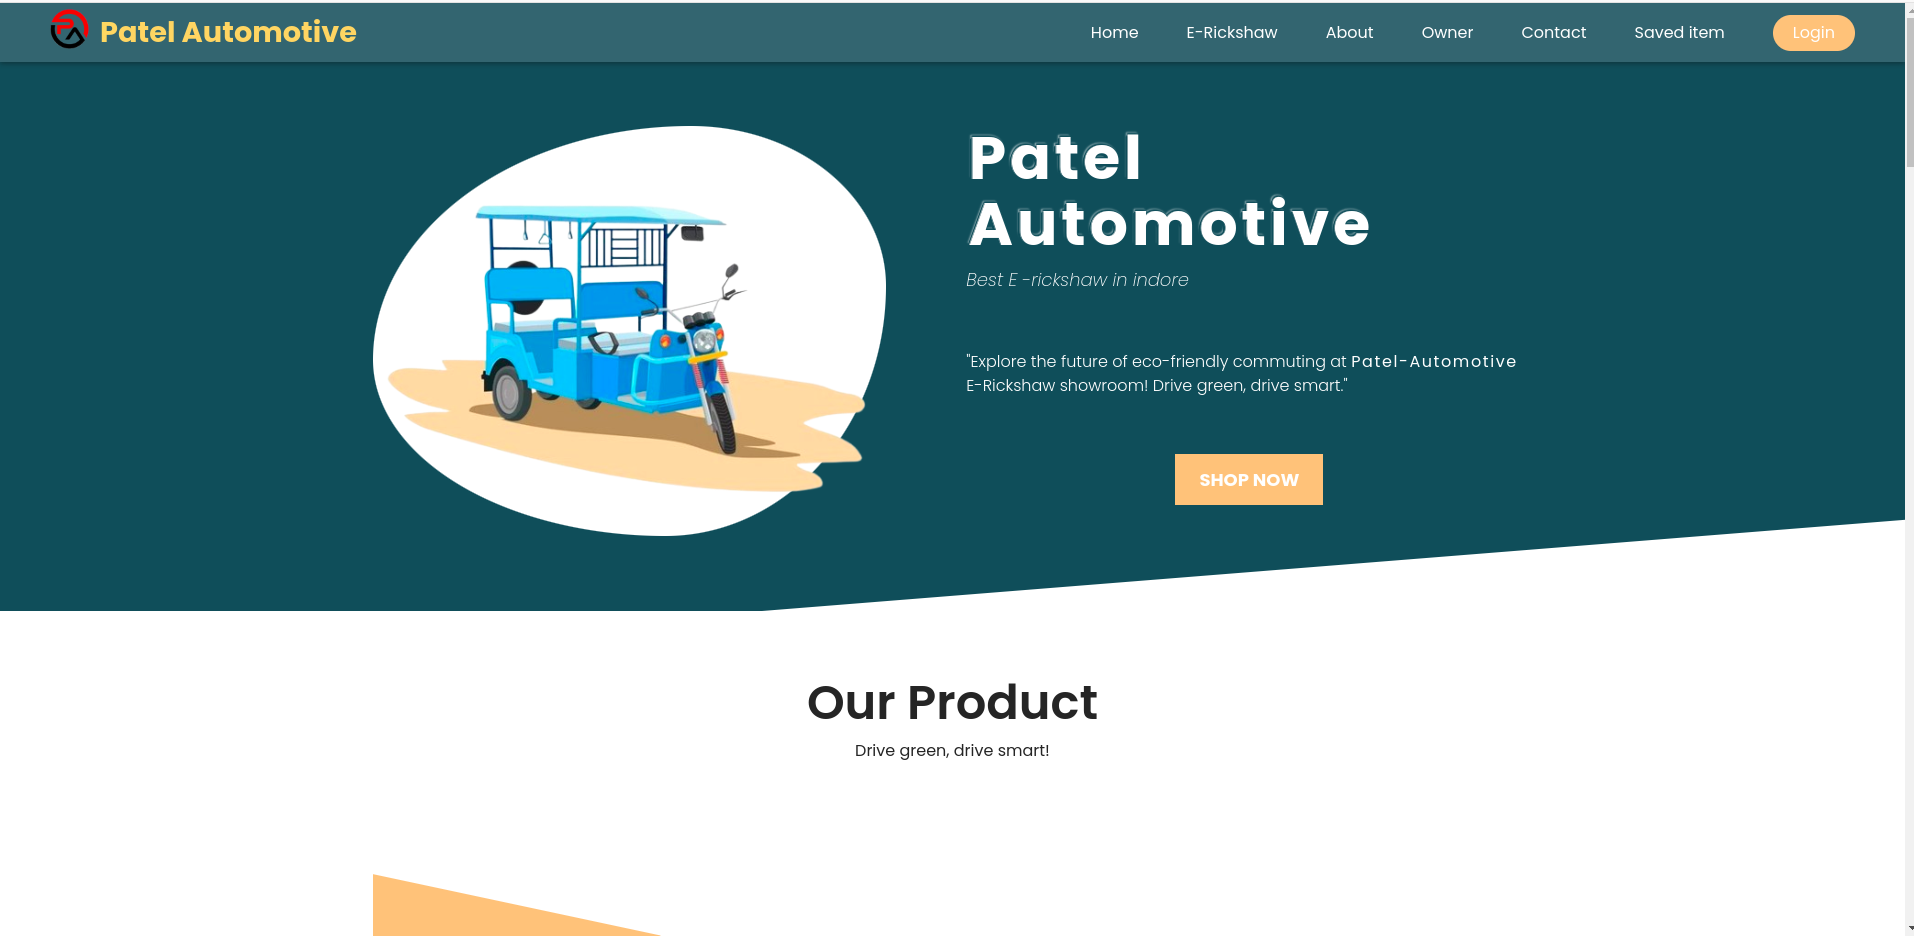 Patel Automotive
Home E-Rickshaw About Owner Contact Saved item Login
Patel
Automotive
Best E -rickshaw in indore
"Explore the future of eco-friendly commuting at Patel-Automotive
E-Rickshaw showroom! Drive green, drive smart."
SHOP NOW
Our Product
Drive green, drive smart!